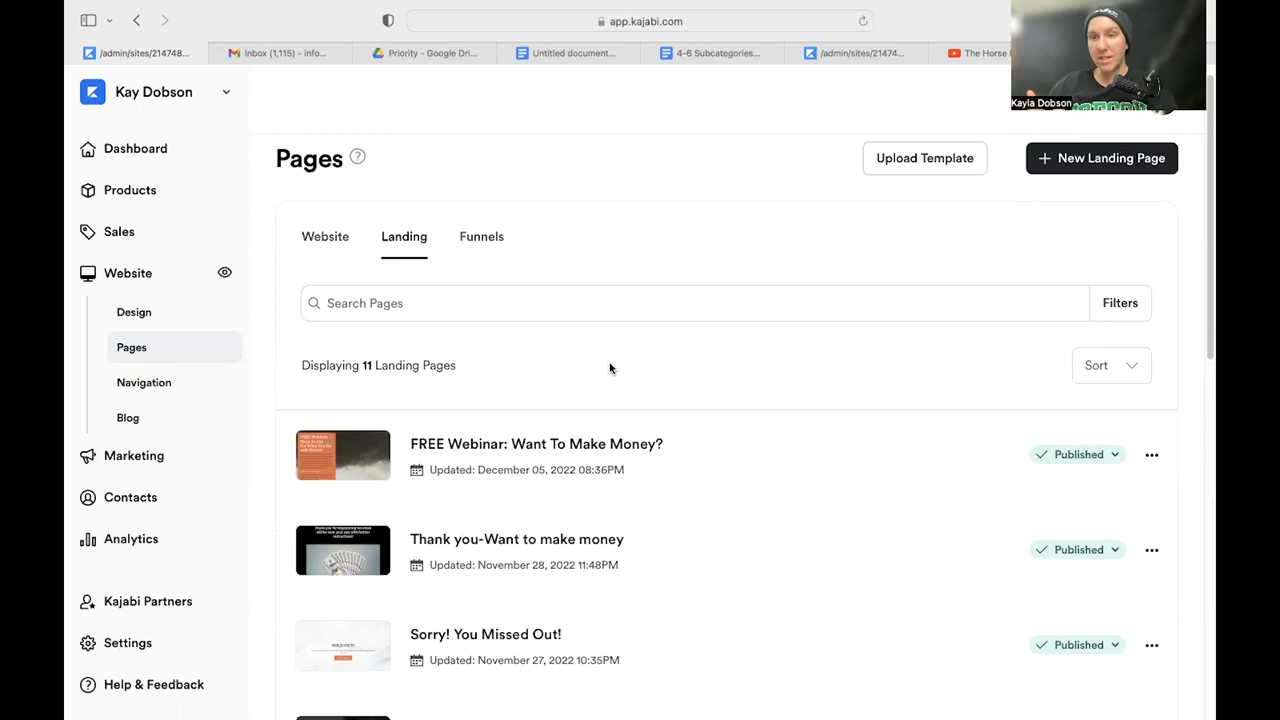 app.kajabi.com
/admin/sites/214748...
Inbox (1,115) - info...
Priority - Google Dri...
Untitled document...
4-6 Subcategories...
/admin/sites/21474...
The Horse
Kayla Dobson
Kay Dobson
Dashboard
Products
Sales
Website
Design
Pages
Navigation
Blog
Marketing
Contacts
Analytics
Kajabi Partners
Settings
Help & Feedback
Pages ?
Upload Template
+ New Landing Page
Website Landing Funnels
Search Pages
Filters
Displaying 11 Landing Pages
Sort
FREE Webinar: Want To Make Money?
Updated: December 05, 2022 08:36PM
Published
Thank you-Want to make money
Updated: November 28, 2022 11:48PM
Published
Sorry! You Missed Out!
Updated: November 27, 2022 10:35PM
Published